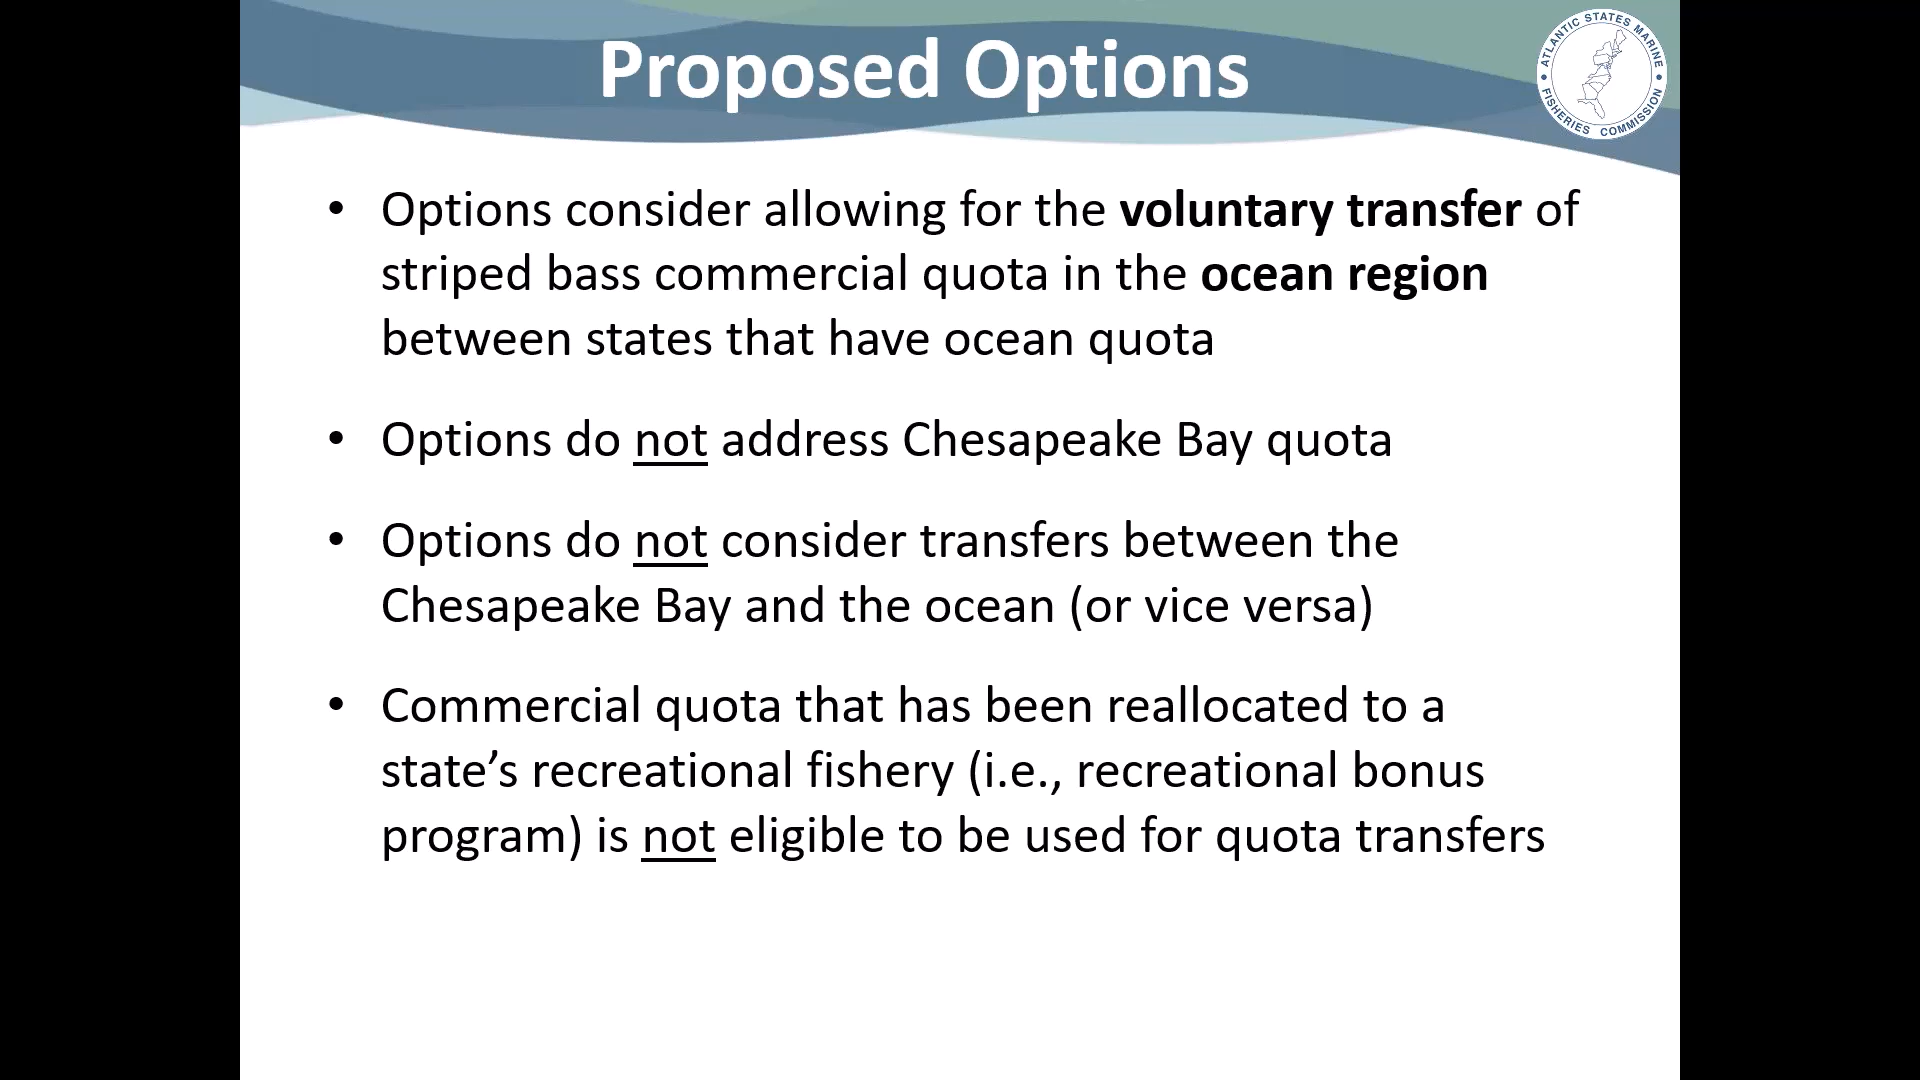 Proposed Options
ATLANTIC STATES MARINE
FISHERIES COMMISSION
• Options consider allowing for the voluntary transfer of
striped bass commercial quota in the ocean region
between states that have ocean quota
• Options do not address Chesapeake Bay quota
• Options do not consider transfers between the
Chesapeake Bay and the ocean (or vice versa)
• Commercial quota that has been reallocated to a
state’s recreational fishery (i.e., recreational bonus
program) is not eligible to be used for quota transfers